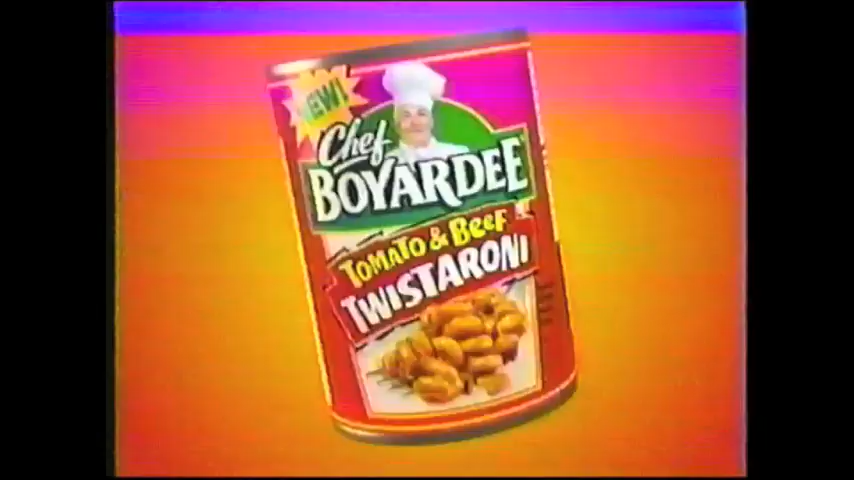 NEW!
Chef
BOYARDEE
TOMATO & BEEF
TWISTARONI